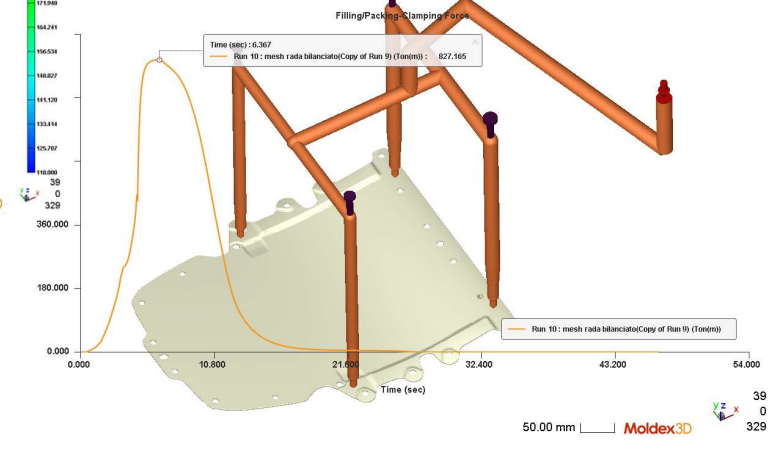 171.980
Filling/Packing-Clamping Force
164.241
156.534
148.827
141.120
133.414
125.707
118.000
Time (sec) : 6.367
Run 10 : mesh rada bilanciato(Copy of Run 9) (Ton(m)) : 827.165
y z x
39
0
329
360.000
180.000
0.000
Run 10 : mesh rada bilanciato(Copy of Run 9) (Ton(m))
0.000 10.800 21.600 32.400 43.200 54.000
Time (sec)
y z x
39
0
329
50.00 mm
Moldex3D